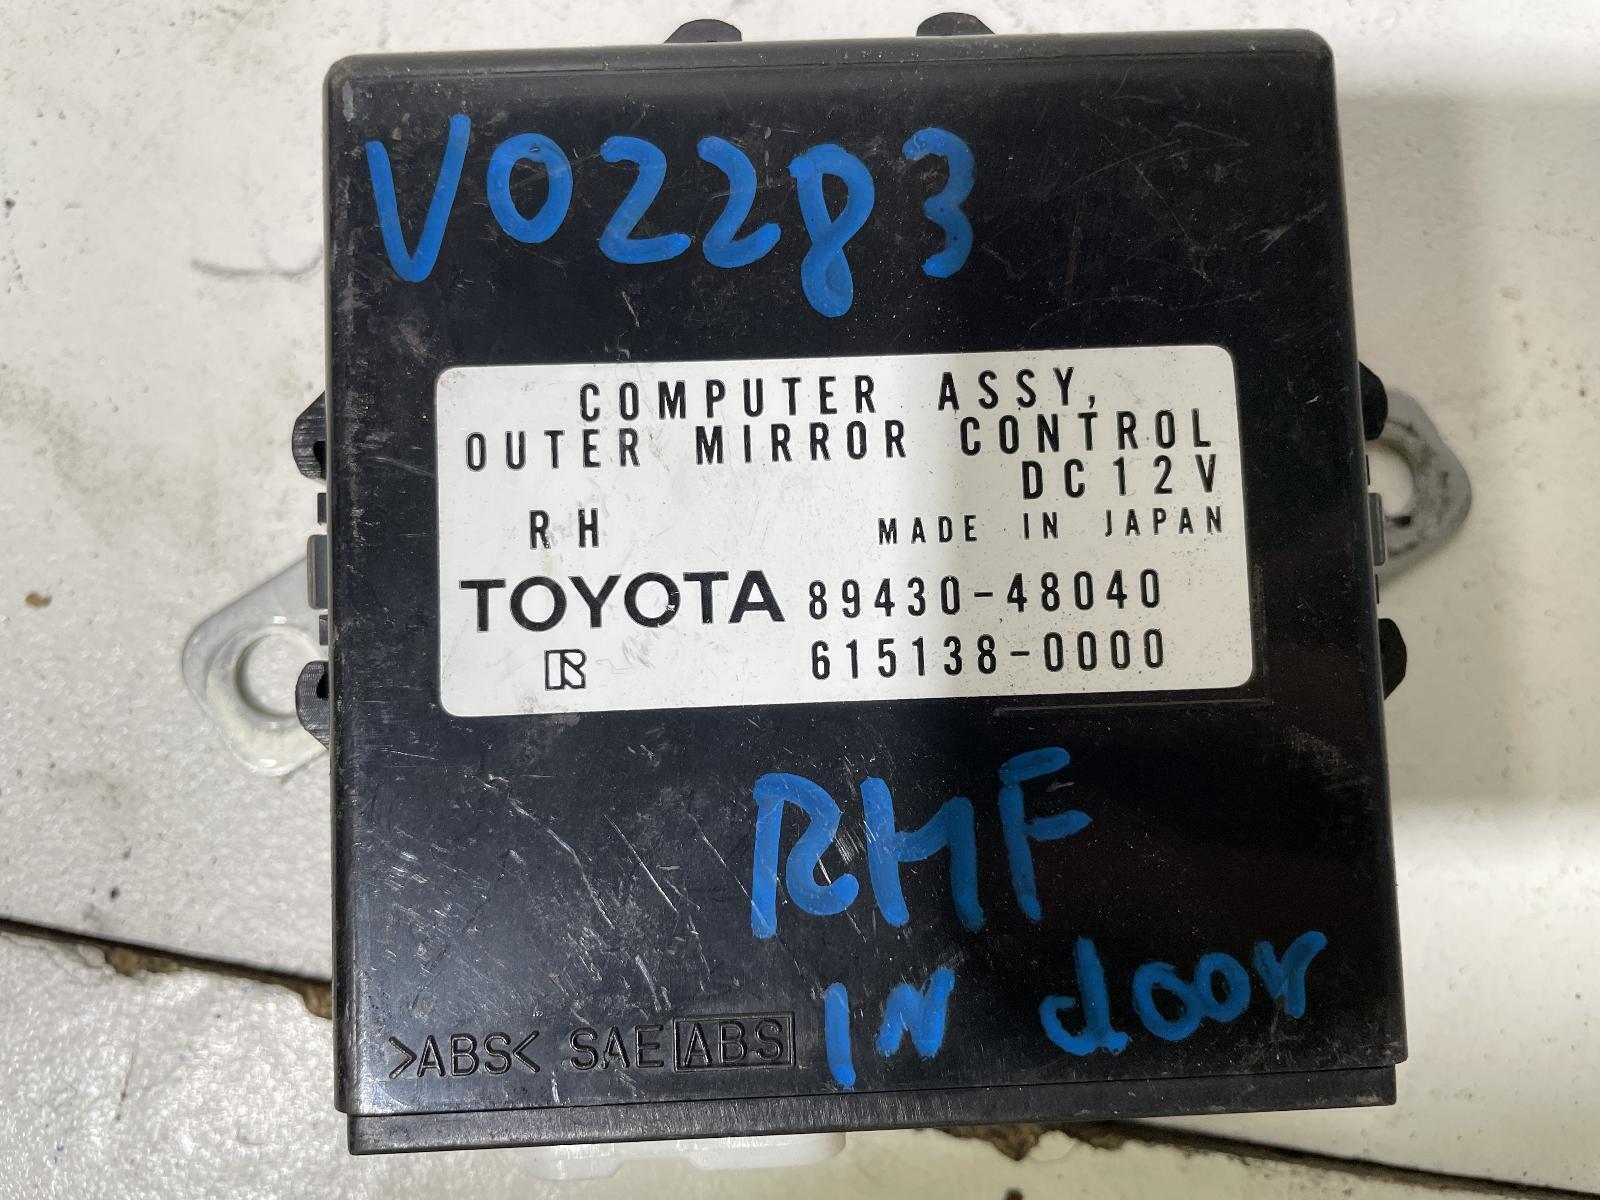 V02283
COMPUTER ASSY,
OUTER MIRROR CONTROL
DC12V
RH MADE IN JAPAN
TOYOTA 89430-48040
R 615138-0000
RHF
IN door
>ABS< SAE ABS